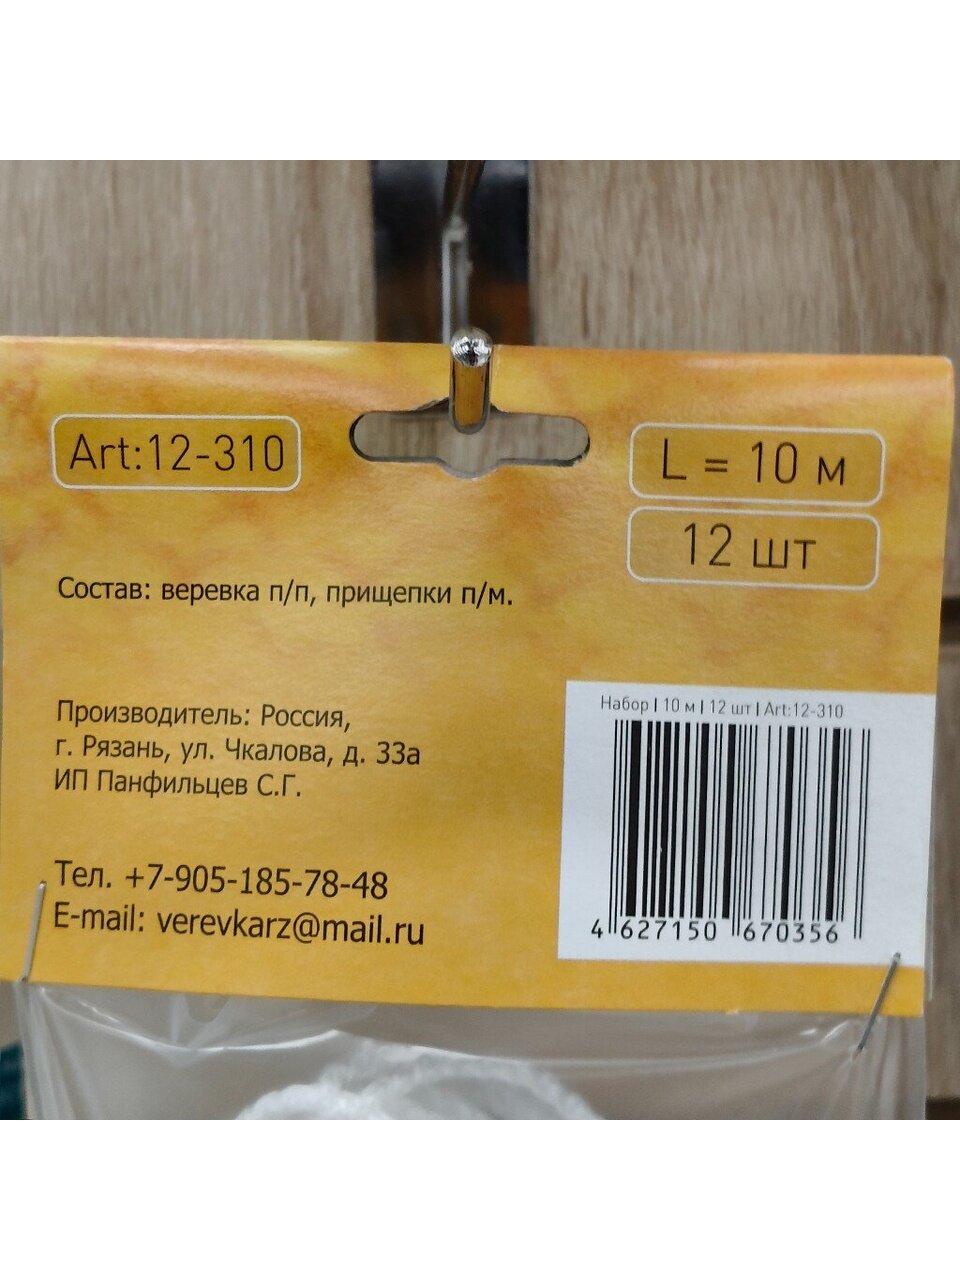 Art:12-310
L = 10 м
12 шт
Состав: веревка п/п, прищепки п/м.
Производитель: Россия,
г. Рязань, ул. Чкалова, д. 33а
ИП Панфильцев С.Г.
Тел. +7-905-185-78-48
E-mail: verevkarz@mail.ru
Набор | 10 м | 12 шт | Art:12-310
4 627150 670356